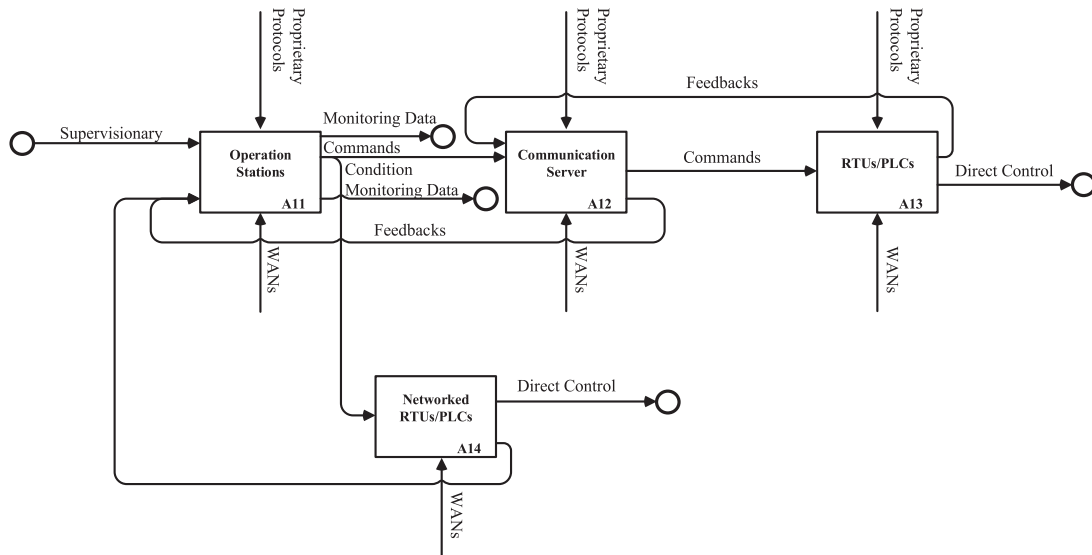 Proprietary
Protocols
Proprietary
Protocols
Proprietary
Protocols
Feedbacks
Supervisionary
Monitoring Data
Commands
Condition
Monitoring Data
Operation
Stations
A11
Communication
Server
A12
Commands
RTUs/PLCs
A13
Direct Control
Feedbacks
WANs
WANs
WANs
Networked
RTUs/PLCs
A14
Direct Control
WANs